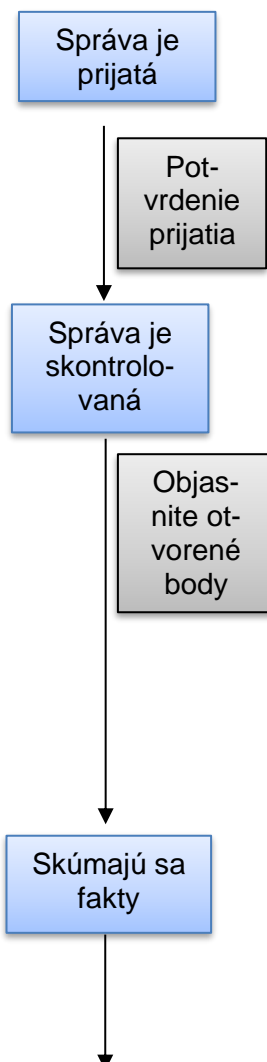 Správa je
prijatá
Pot-
vrdenie
prijatia
Správa je
skontrolo-
vaná
Objas-
nite ot-
vorené
body
Skúmajú sa
fakty